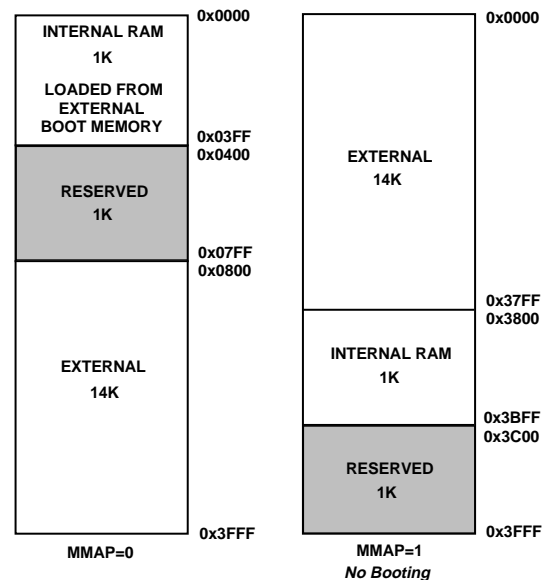 0x0000
INTERNAL RAM
1K
LOADED FROM
EXTERNAL
BOOT MEMORY
0x03FF
0x0400
RESERVED
1K
0x07FF
0x0800
EXTERNAL
14K
0x3FFF
MMAP=0
0x0000
EXTERNAL
14K
0x37FF
0x3800
INTERNAL RAM
1K
0x3BFF
0x3C00
RESERVED
1K
0x3FFF
MMAP=1
No Booting